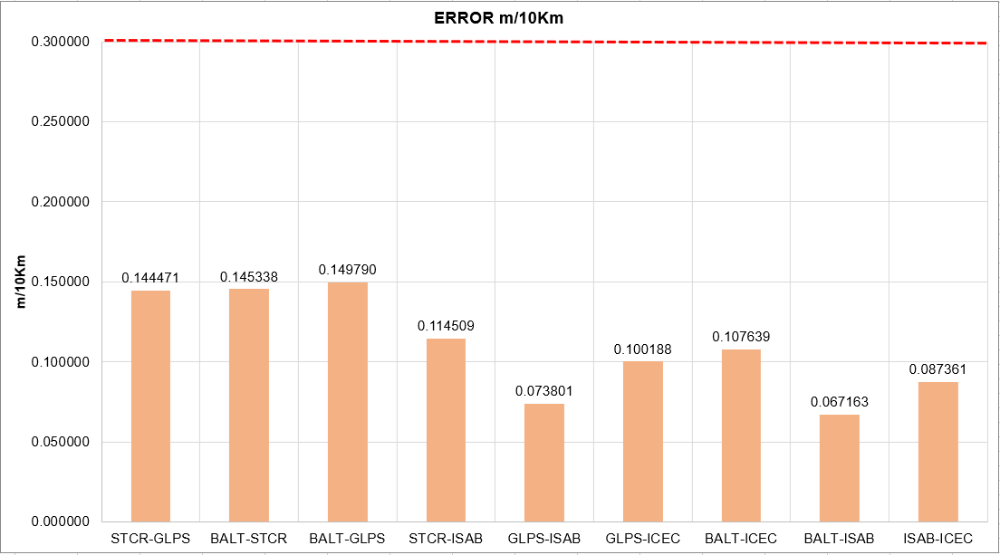 ERROR m/10Km
0.300000
0.250000
0.200000
0.150000
0.100000
0.050000
0.000000
m/10Km
0.144471
0.145338
0.149790
0.114509
0.073801
0.100188
0.107639
0.067163
0.087361
STCR-GLPS
BALT-STCR
BALT-GLPS
STCR-ISAB
GLPS-ISAB
GLPS-ICEC
BALT-ICEC
BALT-ISAB
ISAB-ICEC